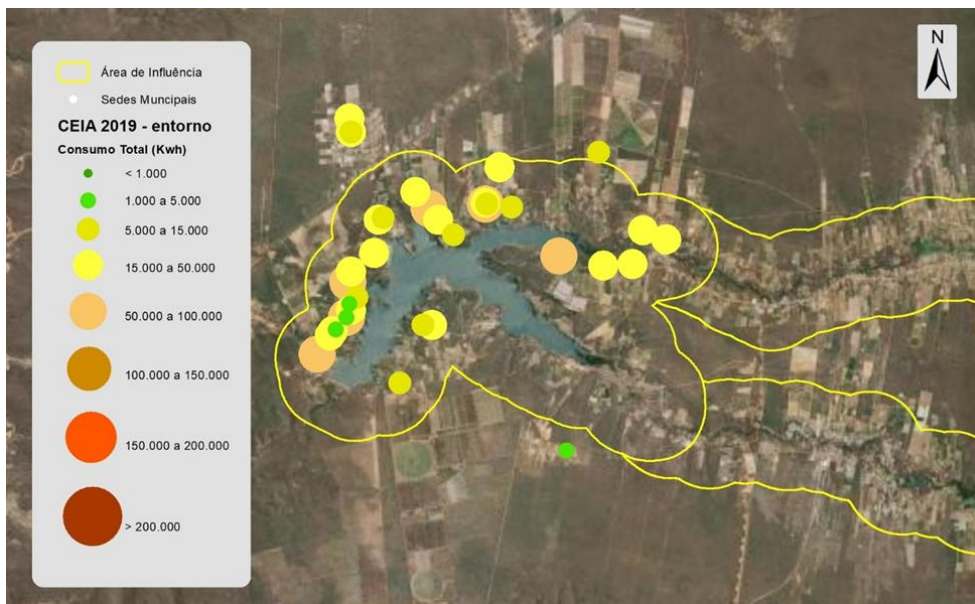 N
Área de Influência
Sedes Muncipais
CEIA 2019 - entorno
Consumo Total (Kwh)
< 1.000
1.000 a 5.000
5.000 a 15.000
15.000 a 50.000
50.000 a 100.000
100.000 a 150.000
150.000 a 200.000
> 200.000